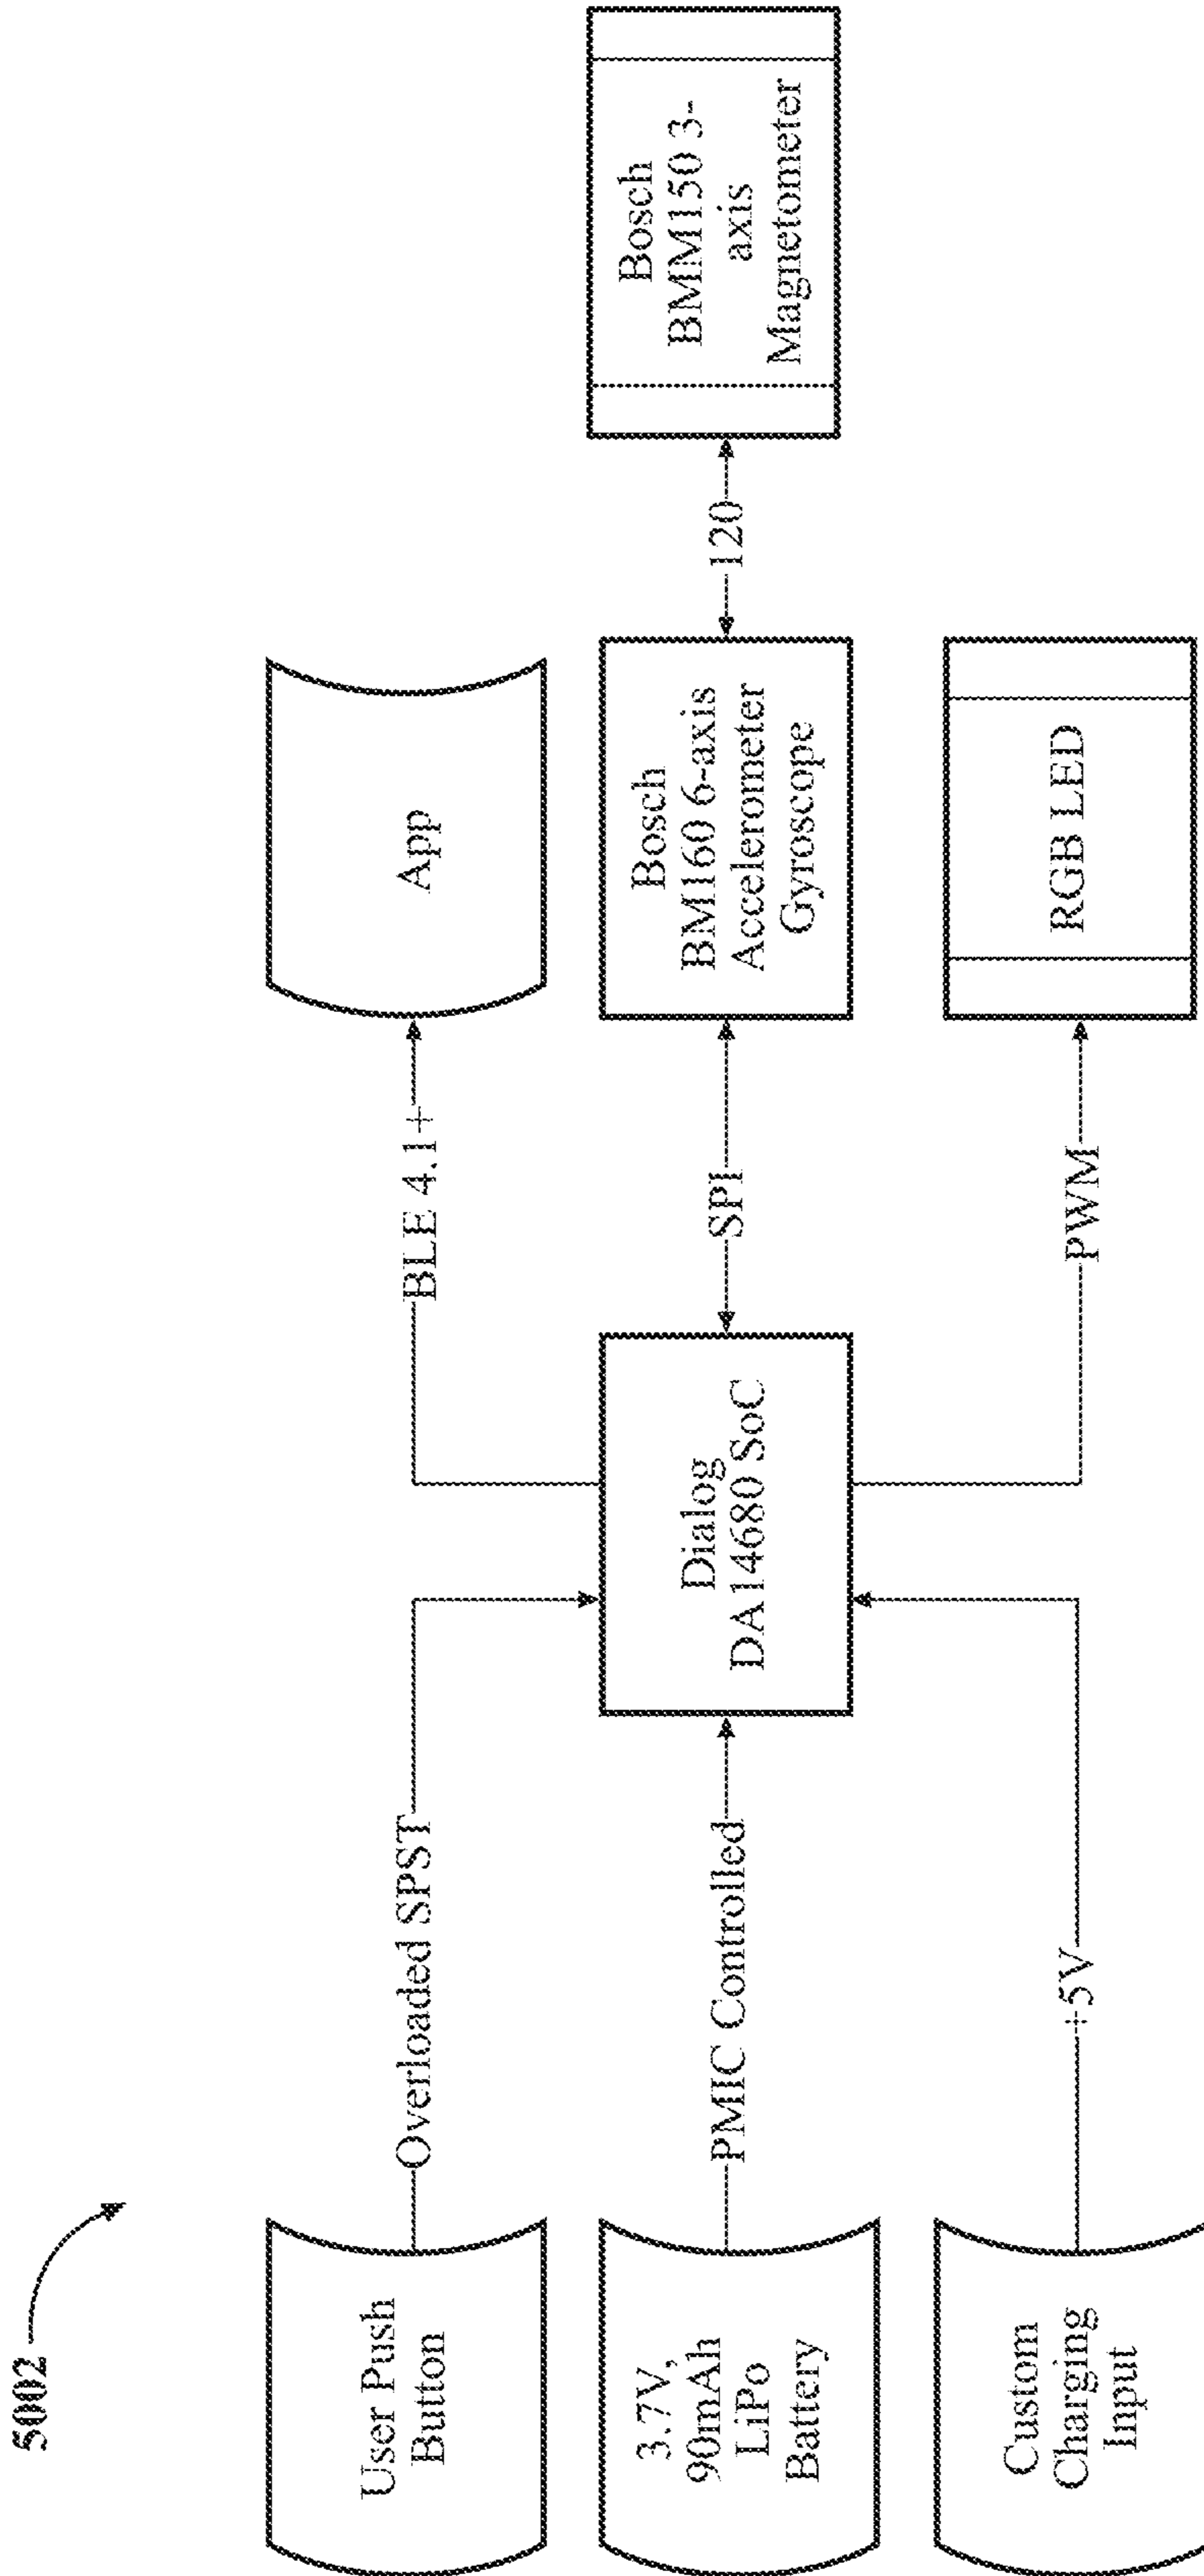 5002
User Push
Button
Overloaded SPST
BLE 4.1+
App
3.7V,
90mAh
LiPo
Battery
PMIC Controlled
Dialog
DA14680 SoC
SPI
Bosch
BM160 6-axis
Accelerometer
Gyroscope
120
Bosch
BMM150 3-
axis
Magnetometer
Custom
Charging
Input
+5V
PWM
RGB LED